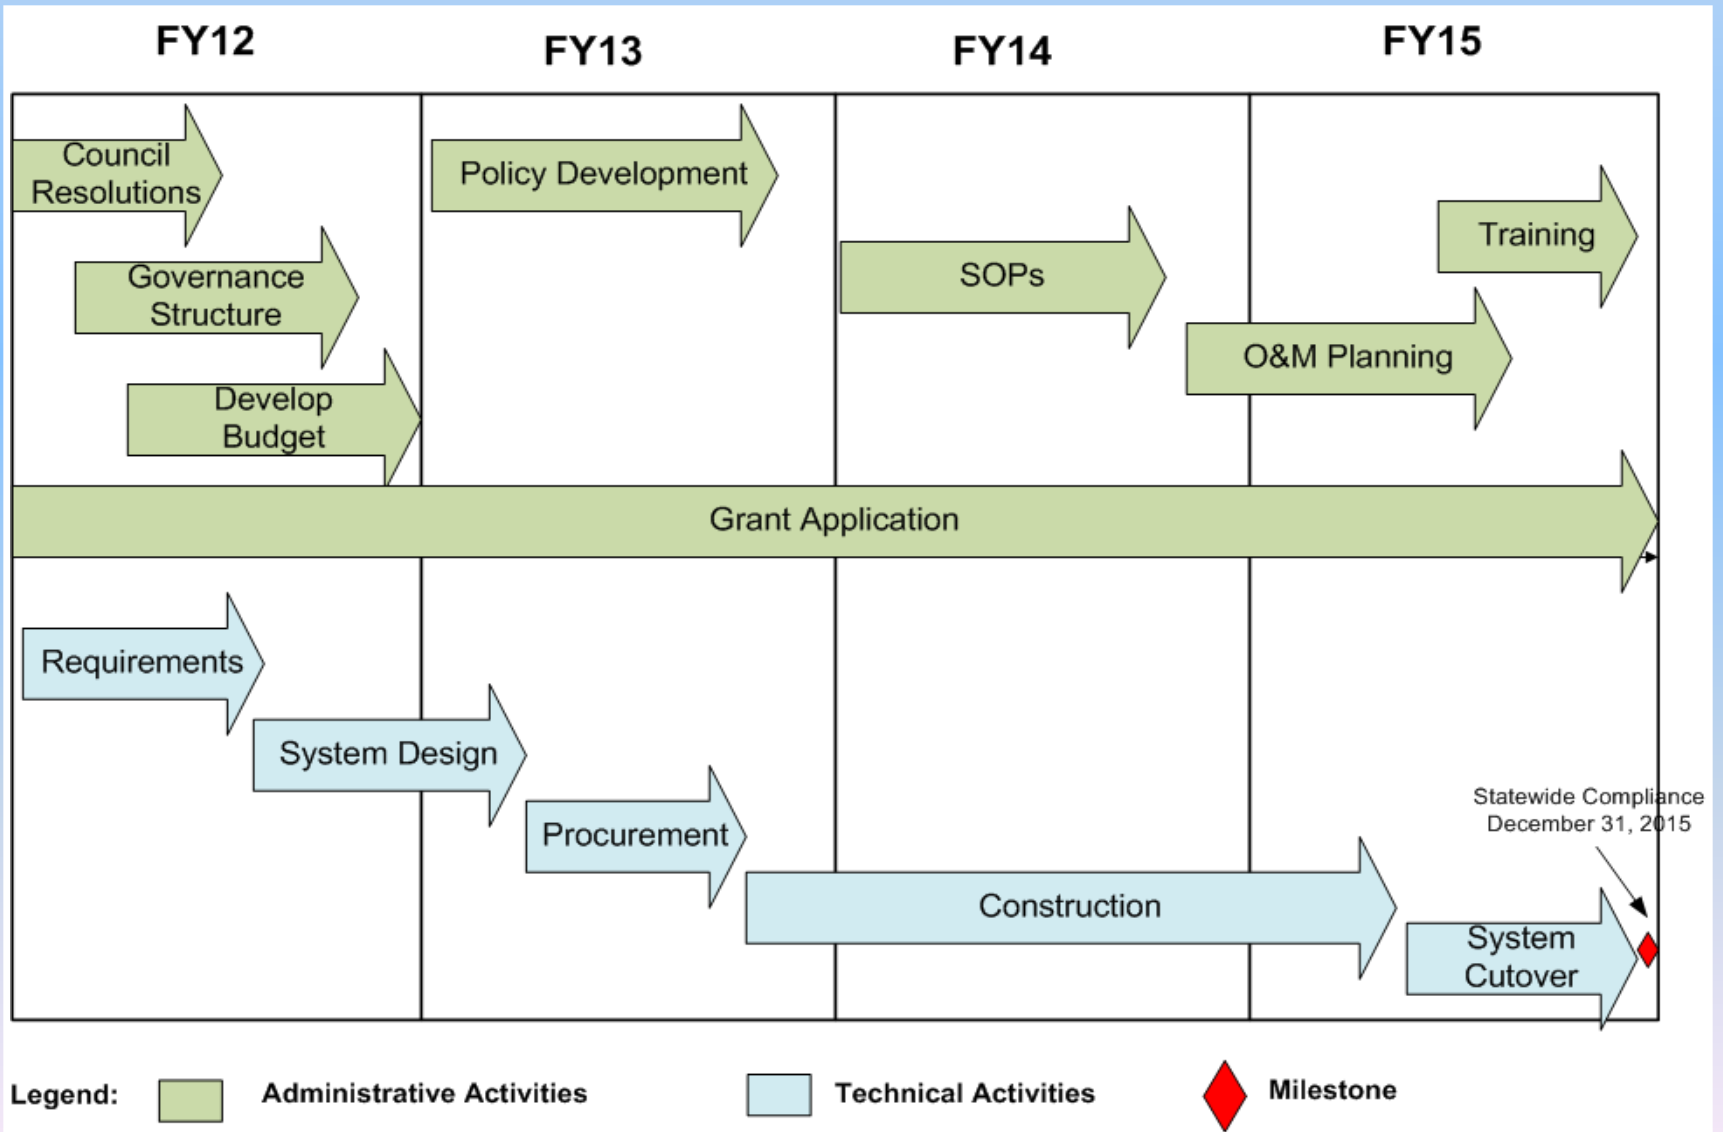 FY12
FY13
FY14
FY15
Council
Resolutions
Policy Development
Training
Governance
Structure
SOPs
O&M Planning
Develop
Budget
Grant Application
Requirements
System Design
Procurement
Statewide Compliance
December 31, 2015
Construction
System
Cutover
Legend:
Administrative Activities
Technical Activities
Milestone